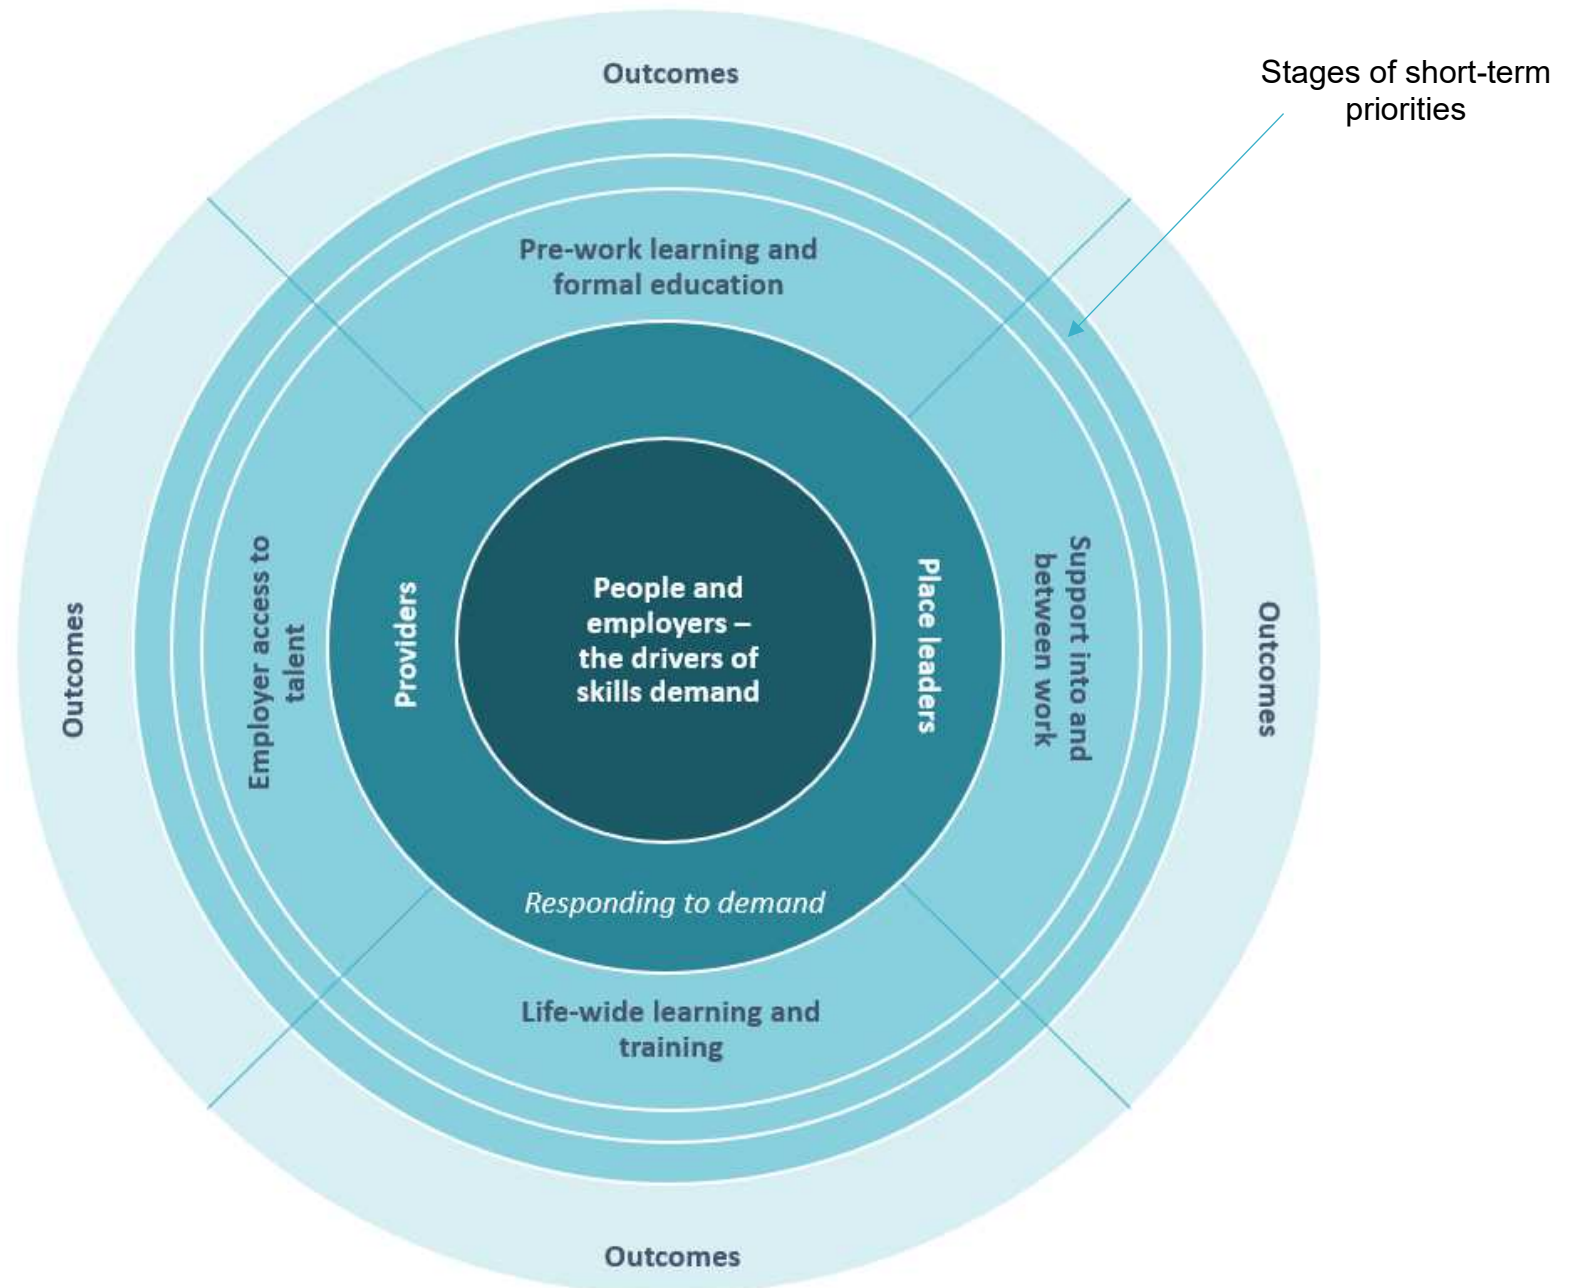 Outcomes
Stages of short-term
priorities
Pre-work learning and
formal education
Employer access to
talent
Providers
People and
employers –
the drivers of
skills demand
Place leaders
Support into and
between work
Outcomes
Outcomes
Responding to demand
Life-wide learning and
training
Outcomes